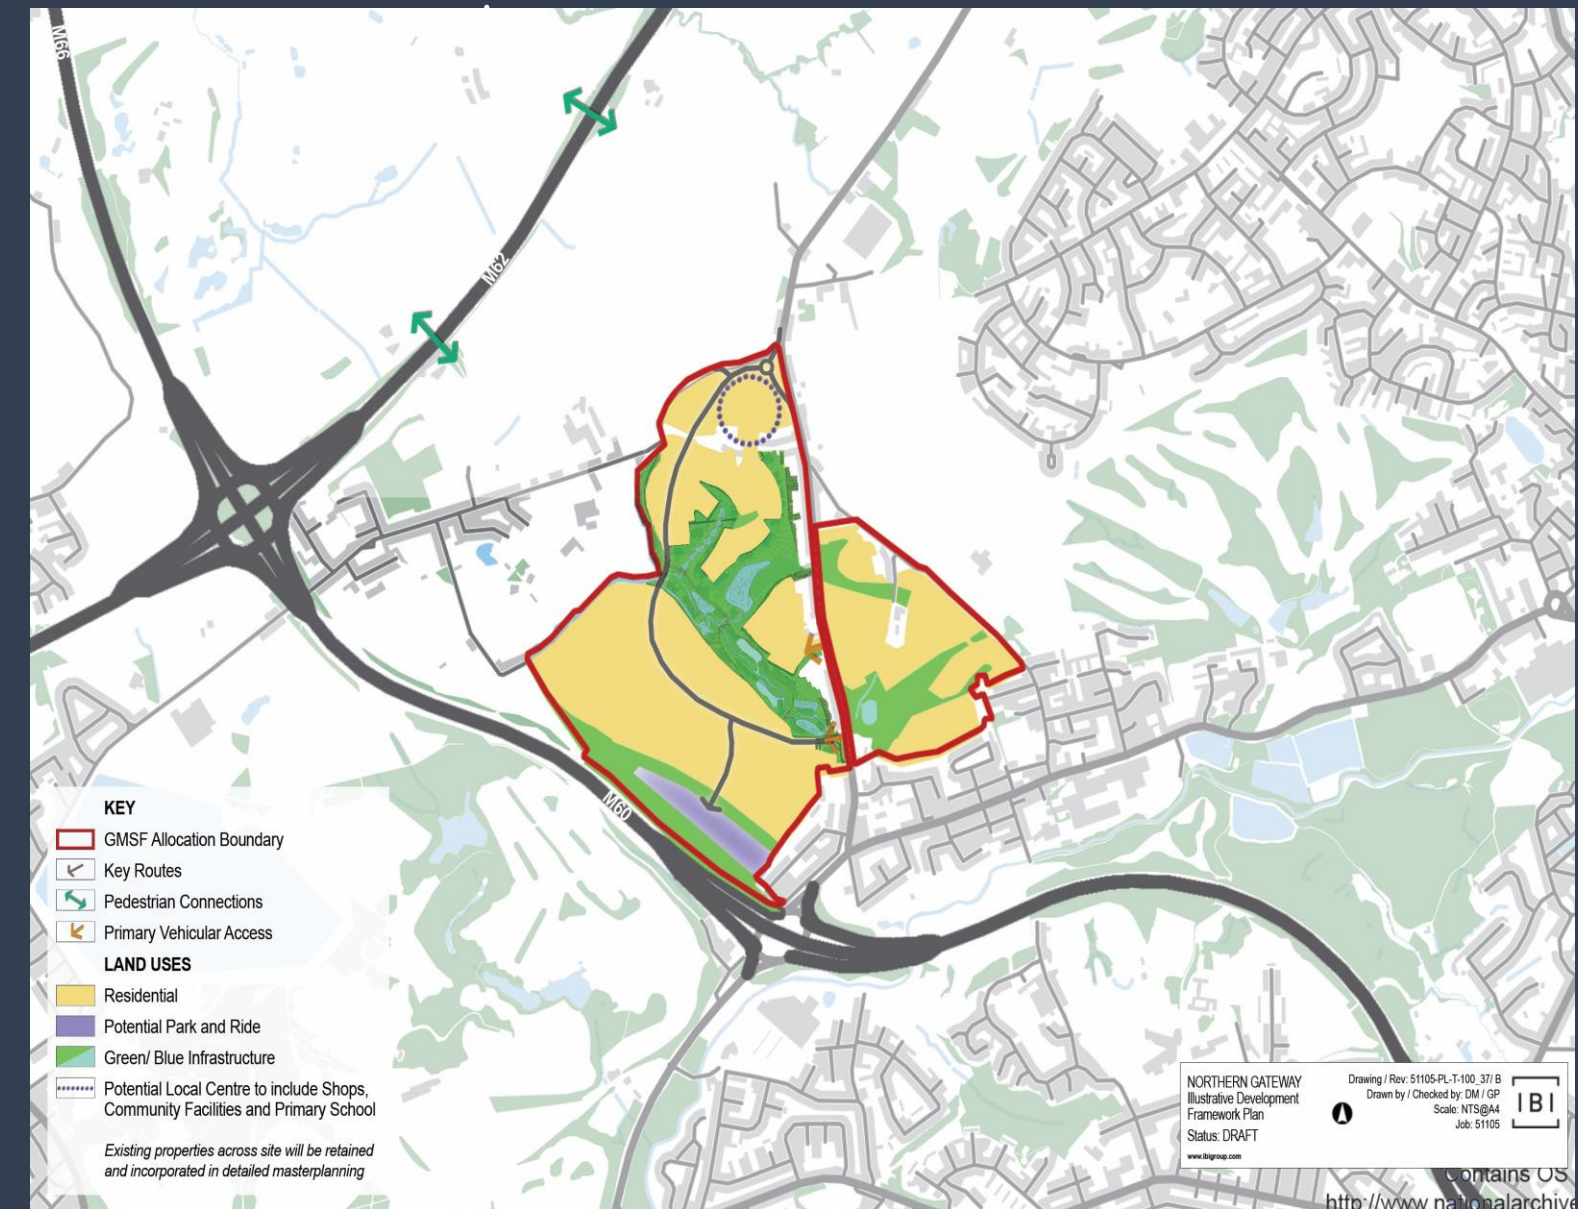 M66
M62
M60
KEY
GMSF Allocation Boundary
Key Routes
Pedestrian Connections
Primary Vehicular Access
LAND USES
Residential
Potential Park and Ride
Green/ Blue Infrastructure
Potential Local Centre to include Shops,
Community Facilities and Primary School
Existing properties across site will be retained
and incorporated in detailed masterplanning
NORTHERN GATEWAY
Illustrative Development
Framework Plan
Status: DRAFT
www.ibigroup.com
Drawing / Rev: 51105-PL-T-100_37/ B
Drawn by / Checked by: DM / GP
Scale: NTS@A4
Job: 51105
IBI
Contains OS
http://www.nationalarchive